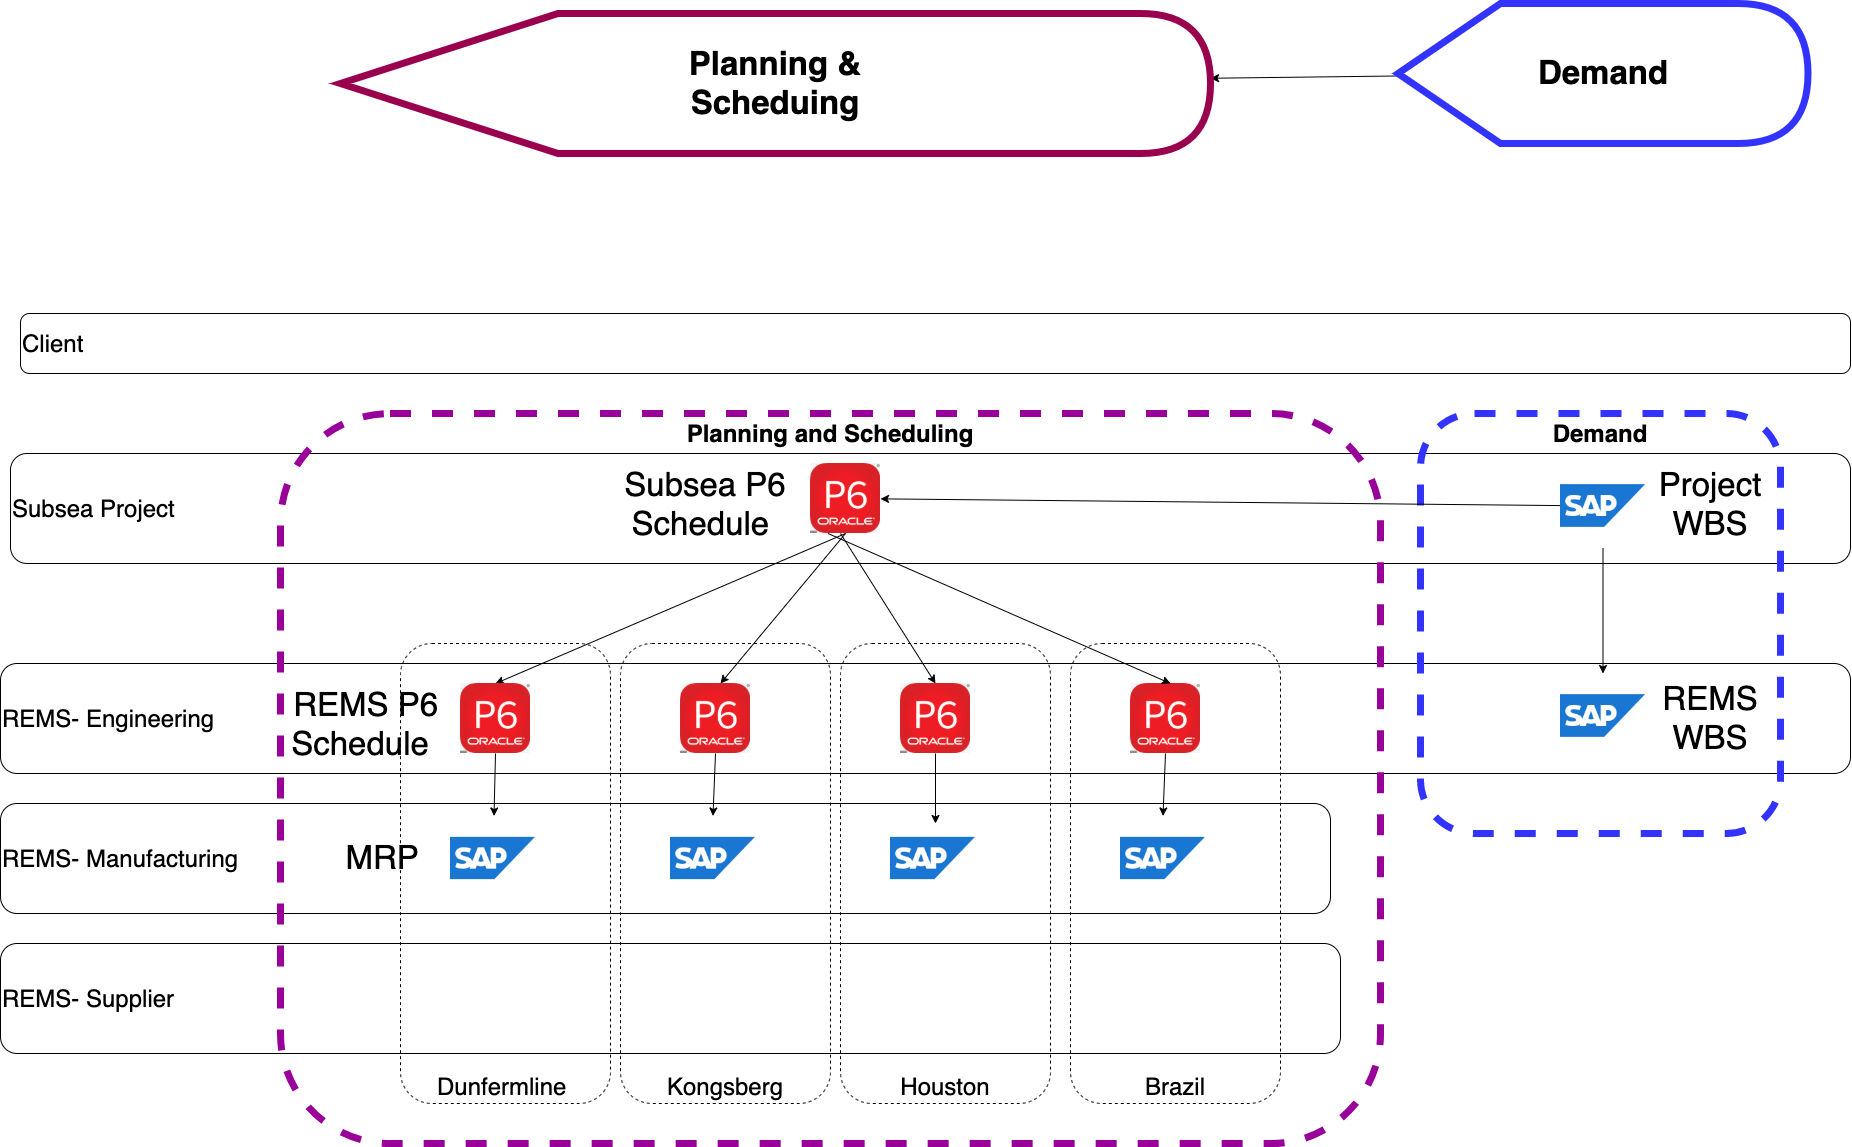 Planning &
Scheduing
Demand
Client
Planning and Scheduling
Demand
Subsea Project
Subsea P6
Schedule
P6
ORACLE
SAP
Project
WBS
REMS- Engineering
REMS P6
Schedule
P6
ORACLE
P6
ORACLE
P6
ORACLE
P6
ORACLE
SAP
REMS
WBS
REMS- Manufacturing
MRP
SAP
SAP
SAP
SAP
REMS- Supplier
Dunfermline
Kongsberg
Houston
Brazil